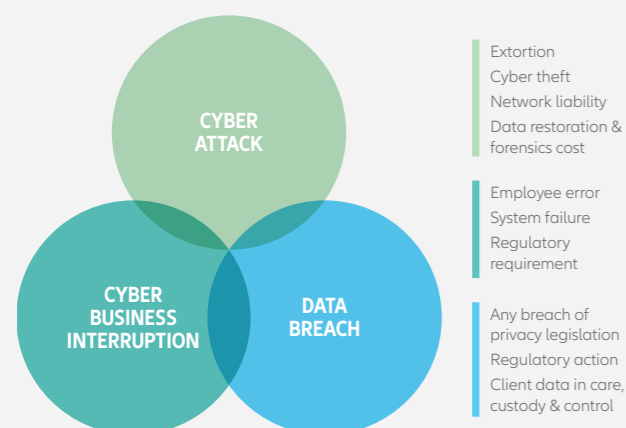 CYBER
ATTACK
CYBER
BUSINESS
INTERRUPTION
DATA
BREACH
Extortion
Cyber theft
Network liability
Data restoration &
forensics cost
Employee error
System failure
Regulatory
requirement
Any breach of
privacy legislation
Regulatory action
Client data in care,
custody & control